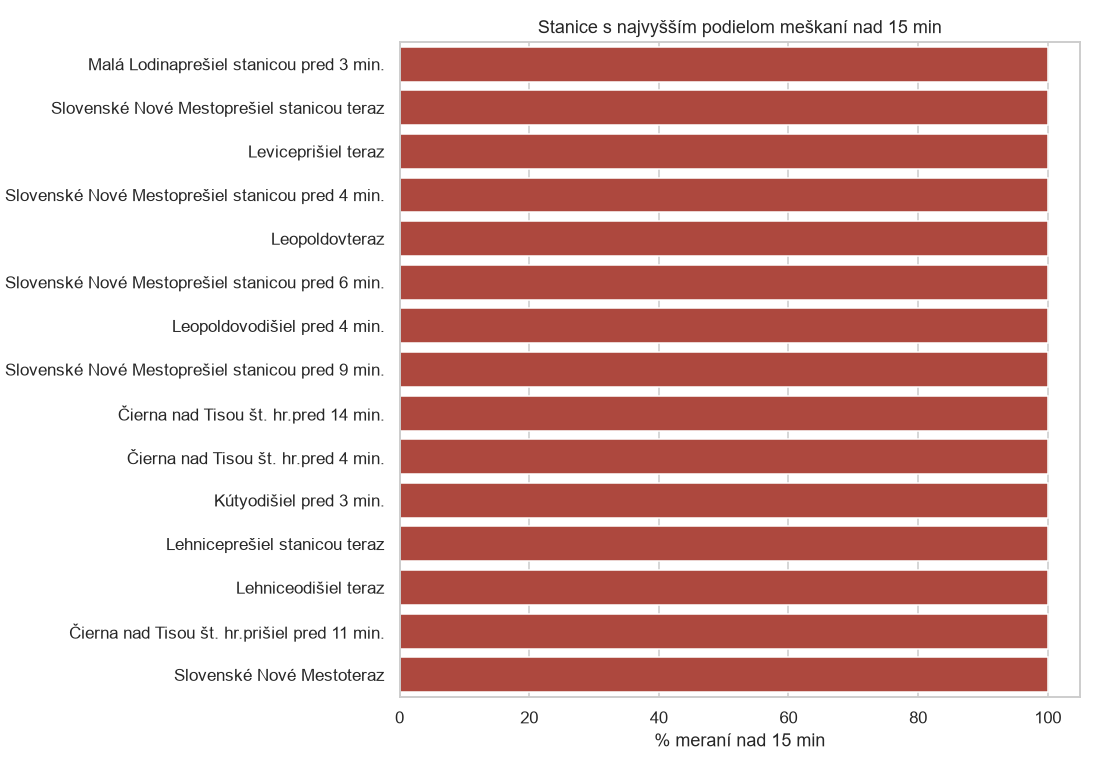 Stanice s najvyšším podielom meškaní nad 15 min
Malá Lodinaprešiel stanicou pred 3 min.
Slovenské Nové Mestoprešiel stanicou teraz
Leviceprišiel teraz
Slovenské Nové Mestoprešiel stanicou pred 4 min.
Leopoldovteraz
Slovenské Nové Mestoprešiel stanicou pred 6 min.
Leopoldovodišiel pred 4 min.
Slovenské Nové Mestoprešiel stanicou pred 9 min.
Čierna nad Tisou št. hr.pred 14 min.
Čierna nad Tisou št. hr.pred 4 min.
Kútyodišiel pred 3 min.
Lehniceprešiel stanicou teraz
Lehniceodišiel teraz
Čierna nad Tisou št. hr.prišiel pred 11 min.
Slovenské Nové Mestoteraz
0 20 40 60 80 100
% meraní nad 15 min